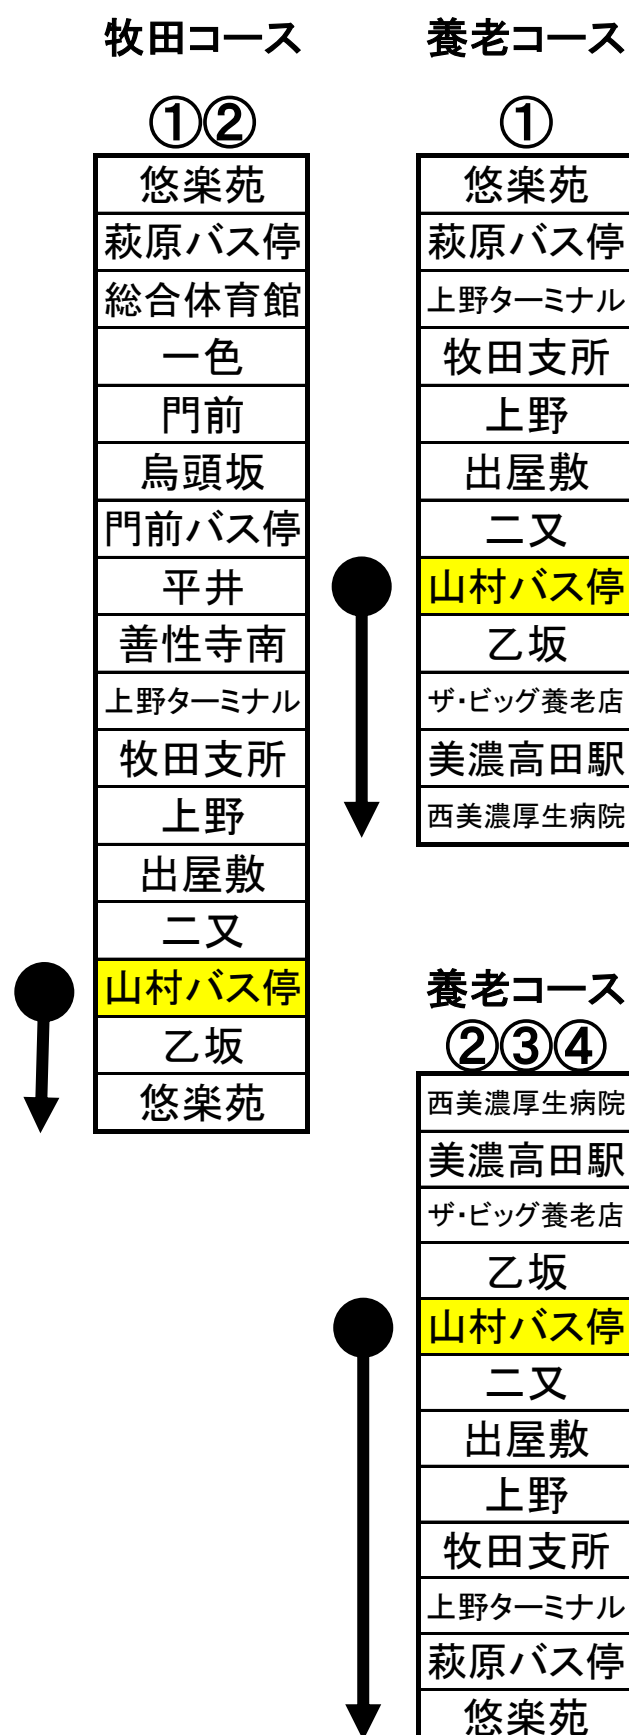 牧田コース
①②
悠楽苑
萩原バス停
総合体育館
一色
門前
烏頭坂
門前バス停
平井
善性寺南
上野ターミナル
牧田支所
上野
出屋敷
二又
山村バス停
乙坂
悠楽苑
養老コース
①
悠楽苑
萩原バス停
上野ターミナル
牧田支所
上野
出屋敷
二又
山村バス停
乙坂
ザ・ビッグ養老店
美濃高田駅
西美濃厚生病院
養老コース
②③④
西美濃厚生病院
美濃高田駅
ザ・ビッグ養老店
乙坂
山村バス停
二又
出屋敷
上野
牧田支所
上野ターミナル
萩原バス停
悠楽苑